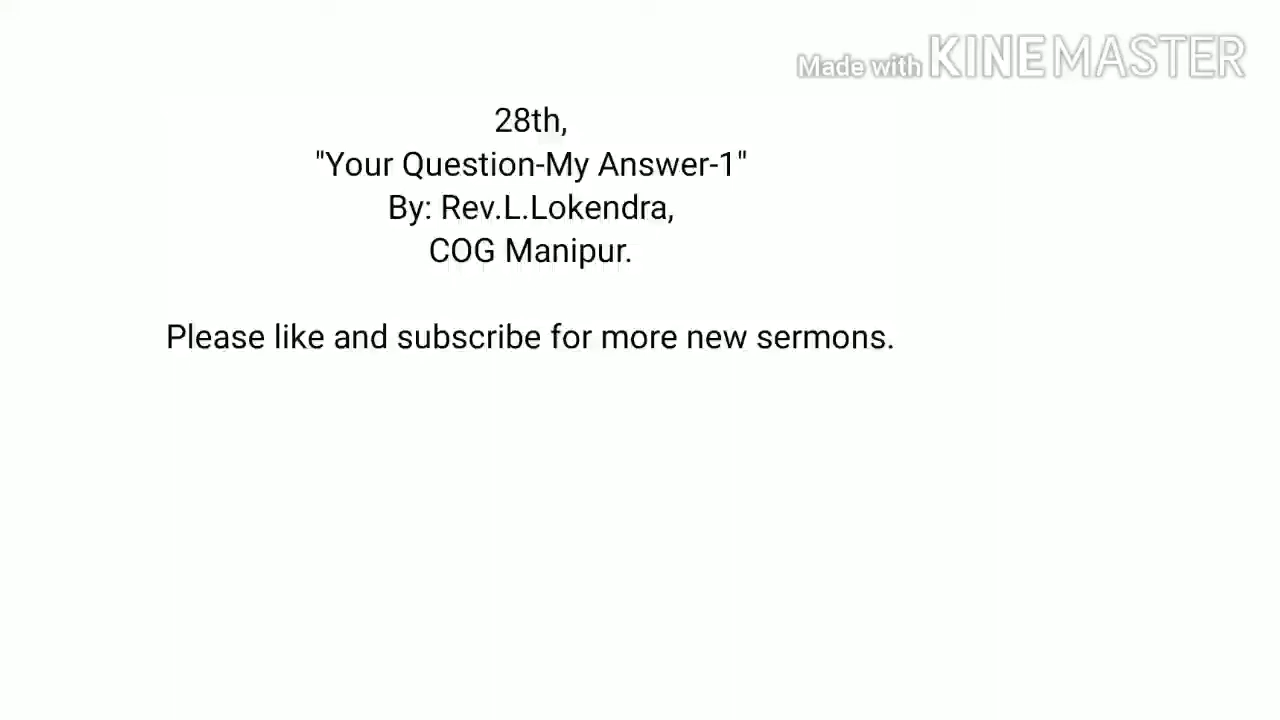 Made with KINEMASTER
28th,
"Your Question-My Answer-1"
By: Rev.L.Lokendra,
COG Manipur.
Please like and subscribe for more new sermons.